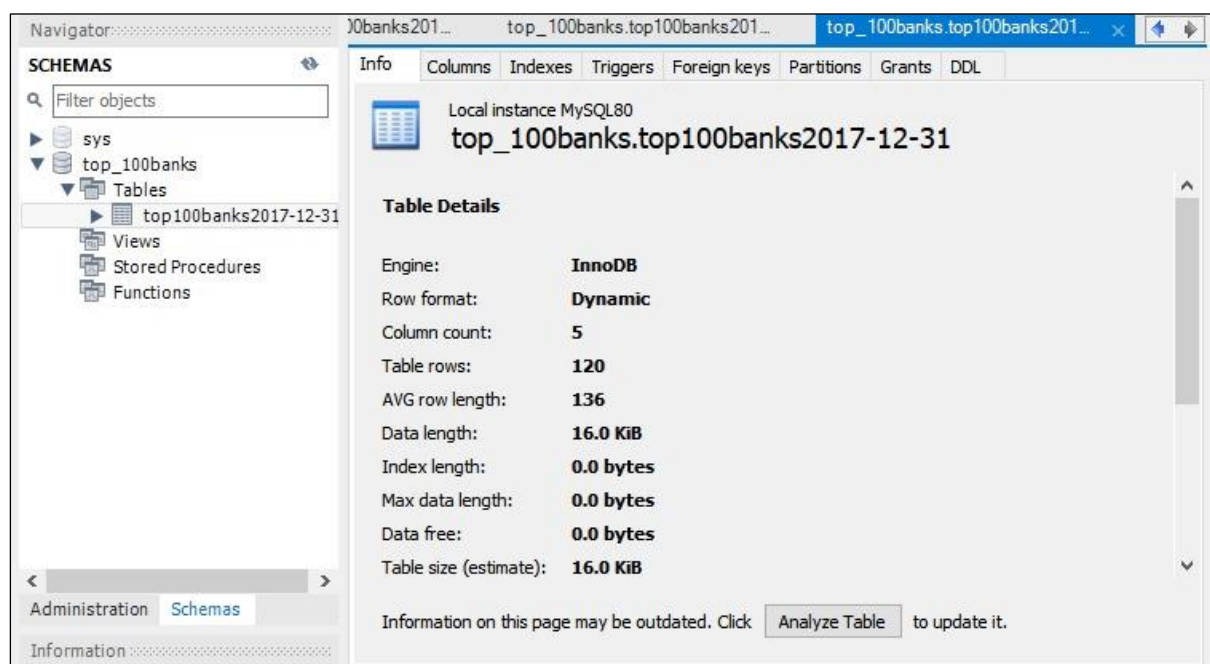 Navigator
SCHEMAS
Filter objects
sys
top_100banks
Tables
top100banks2017-12-31
Views
Stored Procedures
Functions
Administration Schemas
Information
00banks201... top_100banks.top100banks201... top_100banks.top100banks201...
Info Columns Indexes Triggers Foreign keys Partitions Grants DDL
Local instance MySQL80
top_100banks.top100banks2017-12-31
Table Details
Engine: InnoDB
Row format: Dynamic
Column count: 5
Table rows: 120
AVG row length: 136
Data length: 16.0 KiB
Index length: 0.0 bytes
Max data length: 0.0 bytes
Data free: 0.0 bytes
Table size (estimate): 16.0 KiB
Information on this page may be outdated. Click Analyze Table to update it.